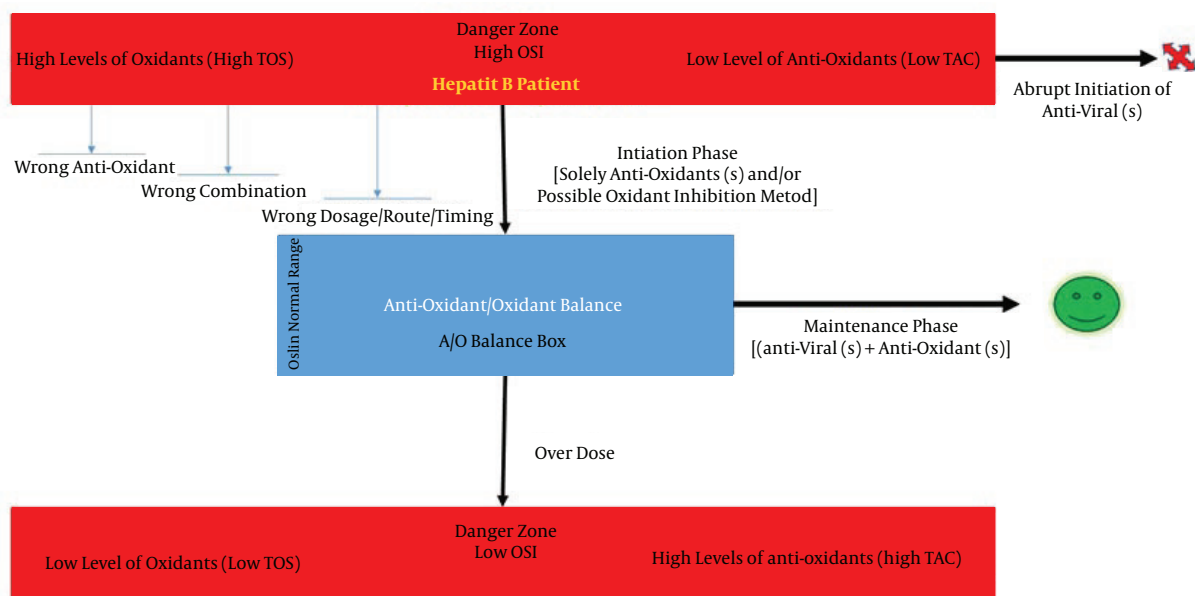 Danger Zone
High OSI
High Levels of Oxidants (High TOS)
Low Level of Anti-Oxidants (Low TAC)
Hepatit B Patient
Abrupt Initiation of
Anti-Viral (s)
Wrong Anti-Oxidant
Wrong Combination
Wrong Dosage/Route/Timing
Intiation Phase
[Solely Anti-Oxidants (s) and/or
Possible Oxidant Inhibition Metod]
Oslin Normal Range
Anti-Oxidant/Oxidant Balance
A/O Balance Box
Maintenance Phase
[(anti-Viral (s) + Anti-Oxidant (s)]
Over Dose
Danger Zone
Low OSI
Low Level of Oxidants (Low TOS)
High Levels of anti-oxidants (high TAC)